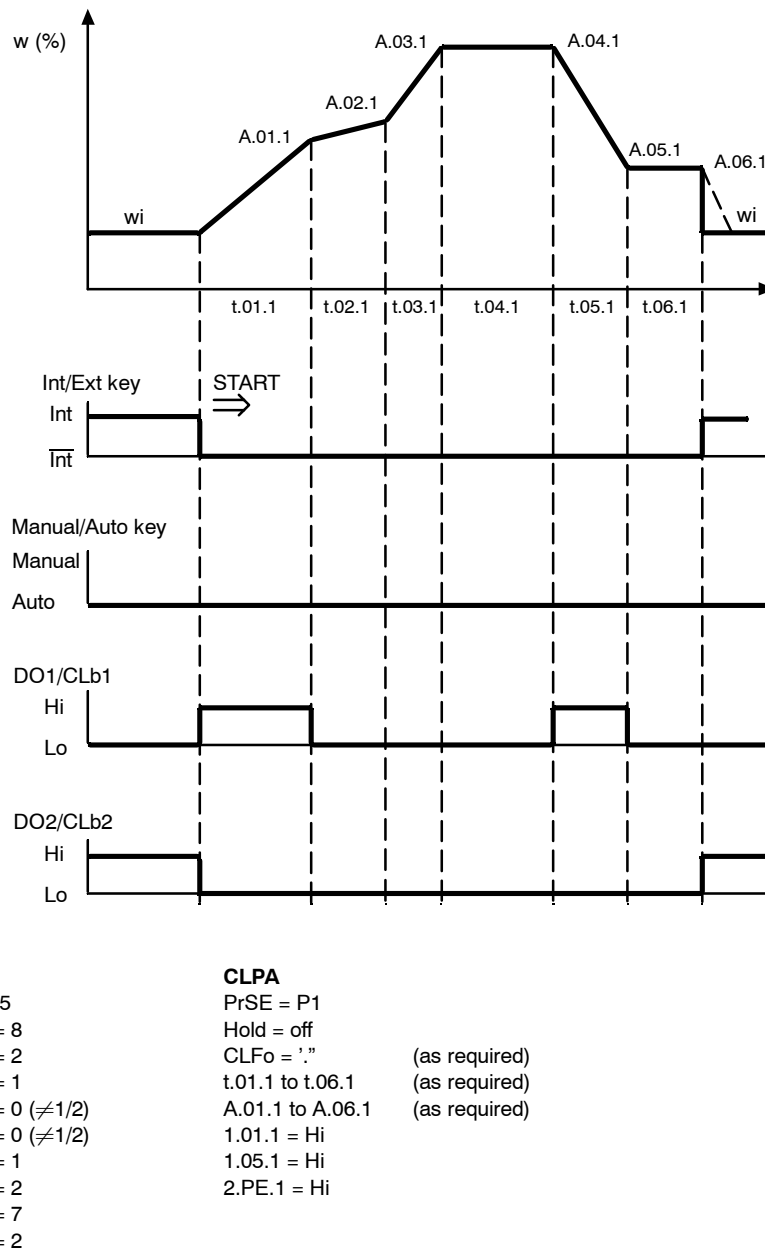 w (%)
A.03.1
A.04.1
A.02.1
A.01.1
A.05.1
A.06.1
wi
wi
t.01.1
t.02.1
t.03.1
t.04.1
t.05.1
t.06.1
Int/Ext key
START
Int
Int
Manual/Auto key
Manual
Auto
DO1/CLb1
Hi
Lo
DO2/CLb2
Hi
Lo
5
= 8
= 2
= 1
= 0 (≠1/2)
= 0 (≠1/2)
= 1
= 2
= 7
= 2
CLPA
PrSE = P1
Hold = off
CLFo = '.” (as required)
t.01.1 to t.06.1 (as required)
A.01.1 to A.06.1 (as required)
1.01.1 = Hi
1.05.1 = Hi
2.PE.1 = Hi